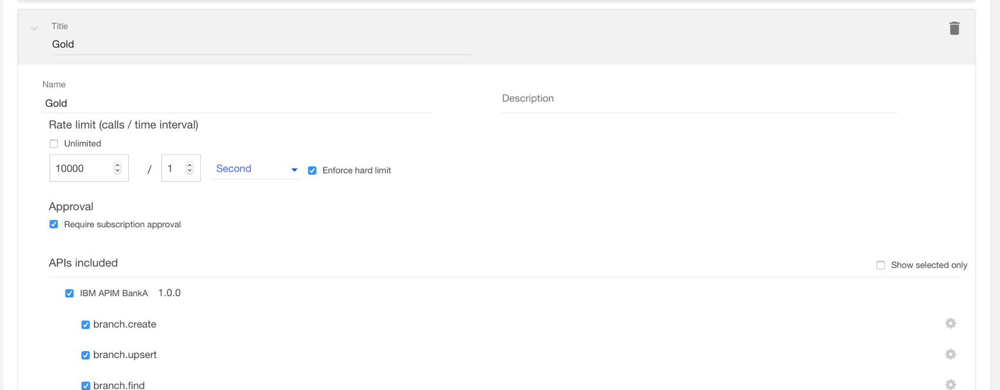 Title
Gold
Name
Gold
Description
Rate limit (calls / time interval)
Unlimited
10000 / 1 Second Enforce hard limit
Approval
Require subscription approval
APIs included
Show selected only
IBM APIM BankA 1.0.0
branch.create
branch.upsert
branch.find